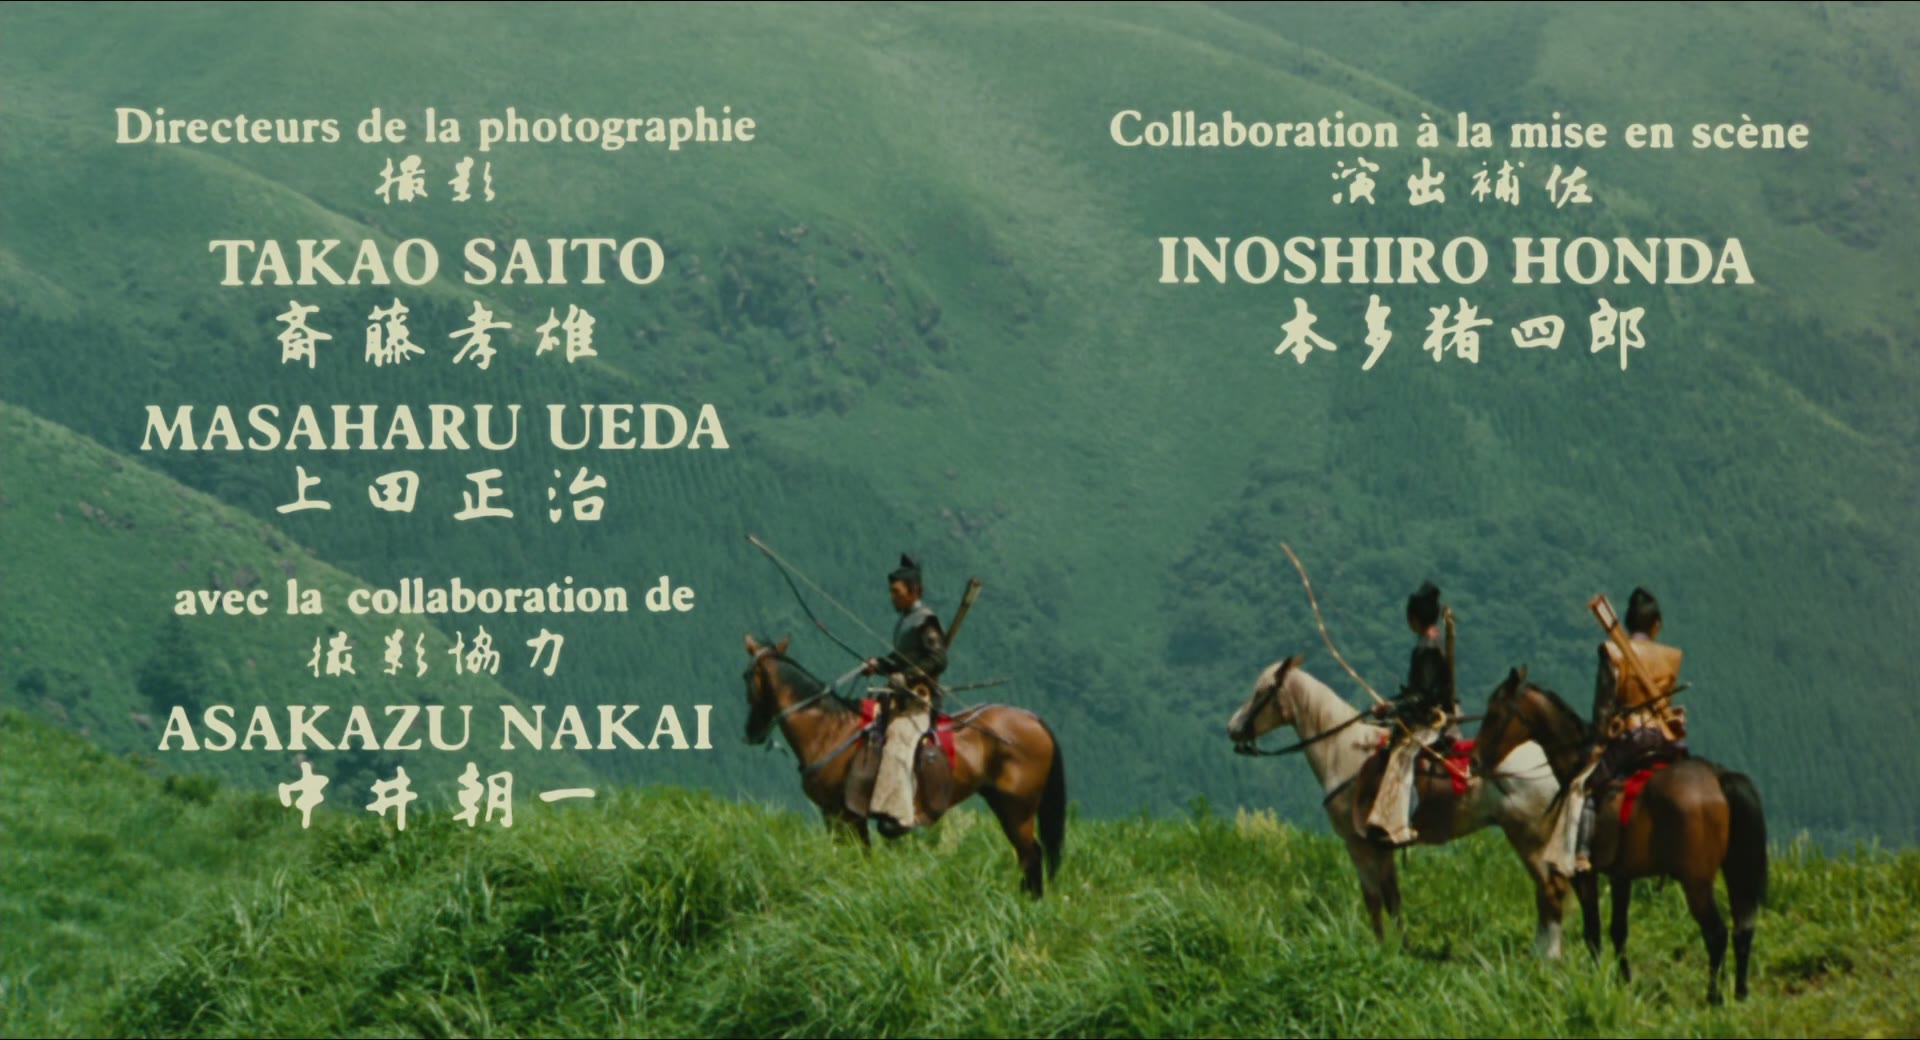 Directeurs de la photographie
撮影
TAKAO SAITO
斎藤孝雄
MASAHARU UEDA
上田正治
avec la collaboration de
撮影協力
ASAKAZU NAKAI
中井朝一
Collaboration à la mise en scène
演出補佐
INOSHIRO HONDA
本多猪四郎